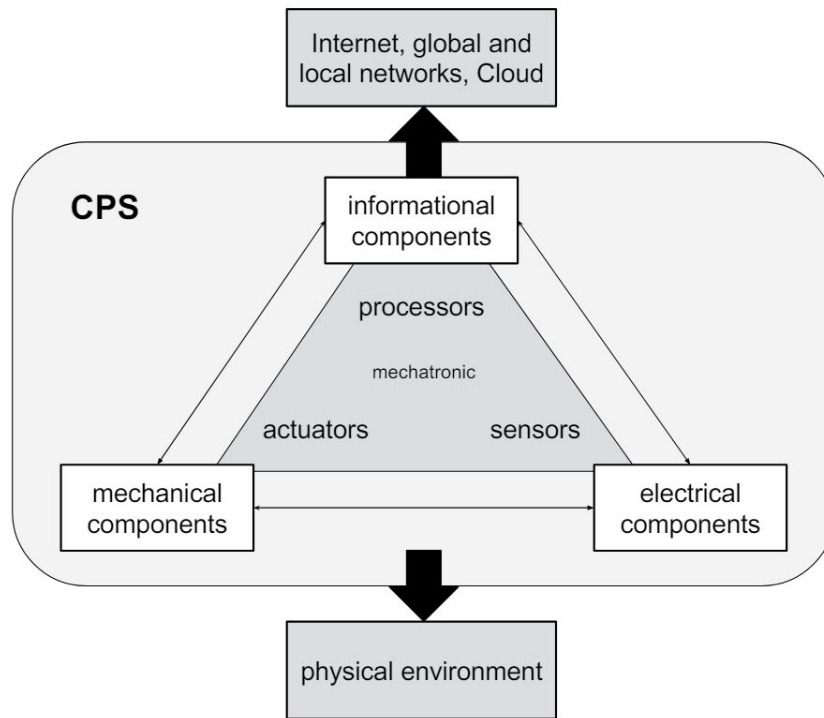 Internet, global and
local networks, Cloud
CPS
informational
components
processors
mechatronic
actuators
sensors
mechanical
components
electrical
components
physical environment